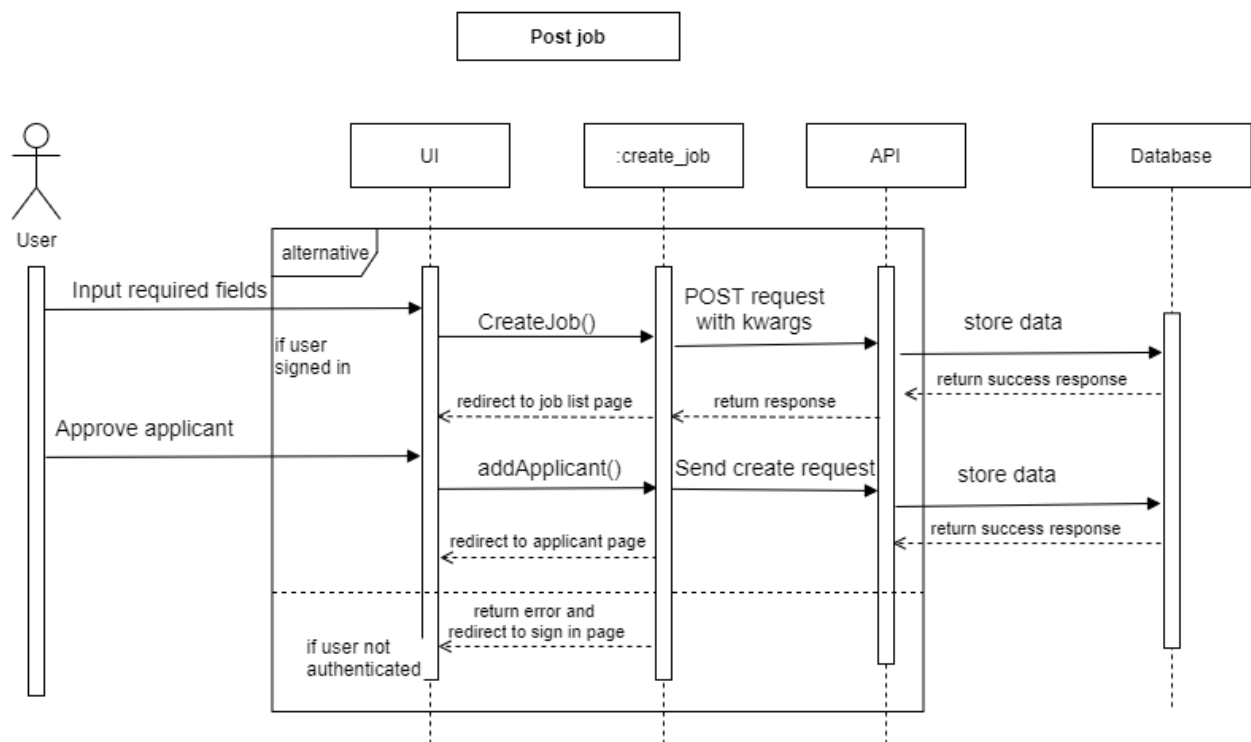 Post job
UI
:create_job
API
Database
User
alternative
Input required fields
CreateJob()
POST request
with kwargs
store data
if user
signed in
return success response
redirect to job list page
return response
Approve applicant
addApplicant()
Send create request
store data
return success response
redirect to applicant page
return error and
redirect to sign in page
if user not
authenticated